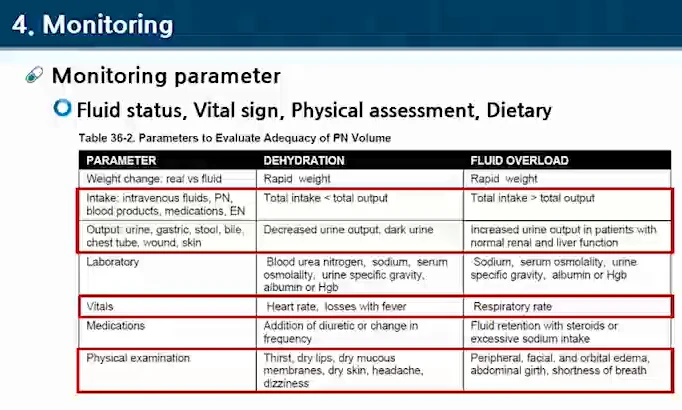 4. Monitoring
Monitoring parameter
Fluid status, Vital sign, Physical assessment, Dietary
Table 36-2. Parameters to Evaluate Adequacy of PN Volume
PARAMETER DEHYDRATION FLUID OVERLOAD
Weight change: real vs fluid Rapid weight Rapid weight
Intake: intravenous fluids, PN, Total intake < total output Total intake > total output
blood products, medications, EN
Output: urine, gastric, stool, bile, Decreased urine output, dark urine Increased urine output in patients with
chest tube, wound, skin normal renal and liver function
Laboratory Blood urea nitrogen, sodium, serum Sodium, serum osmolality, urine
osmolality, urine specific gravity, specific gravity, albumin or Hgb
albumin or Hgb
Vitals Heart rate, losses with fever Respiratory rate
Medications Addition of diuretic or change in Fluid retention with steroids or
frequency excessive sodium intake
Physical examination Thirst, dry lips, dry mucous Peripheral, facial, and orbital edema,
membranes, dry skin, headache, abdominal girth, shortness of breath
dizziness